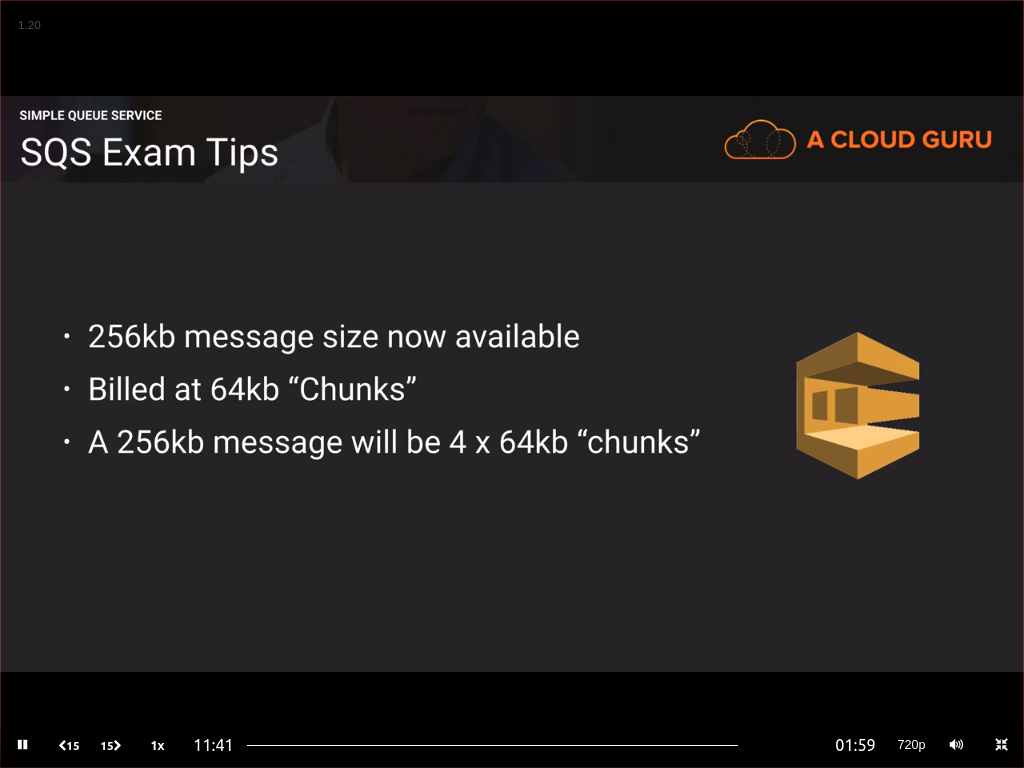 1.20
SIMPLE QUEUE SERVICE
SQS Exam Tips
A CLOUD GURU
· 256kb message size now available
· Billed at 64kb “Chunks”
· A 256kb message will be 4 x 64kb “chunks”
15 15 1x 11:41 01:59 720p